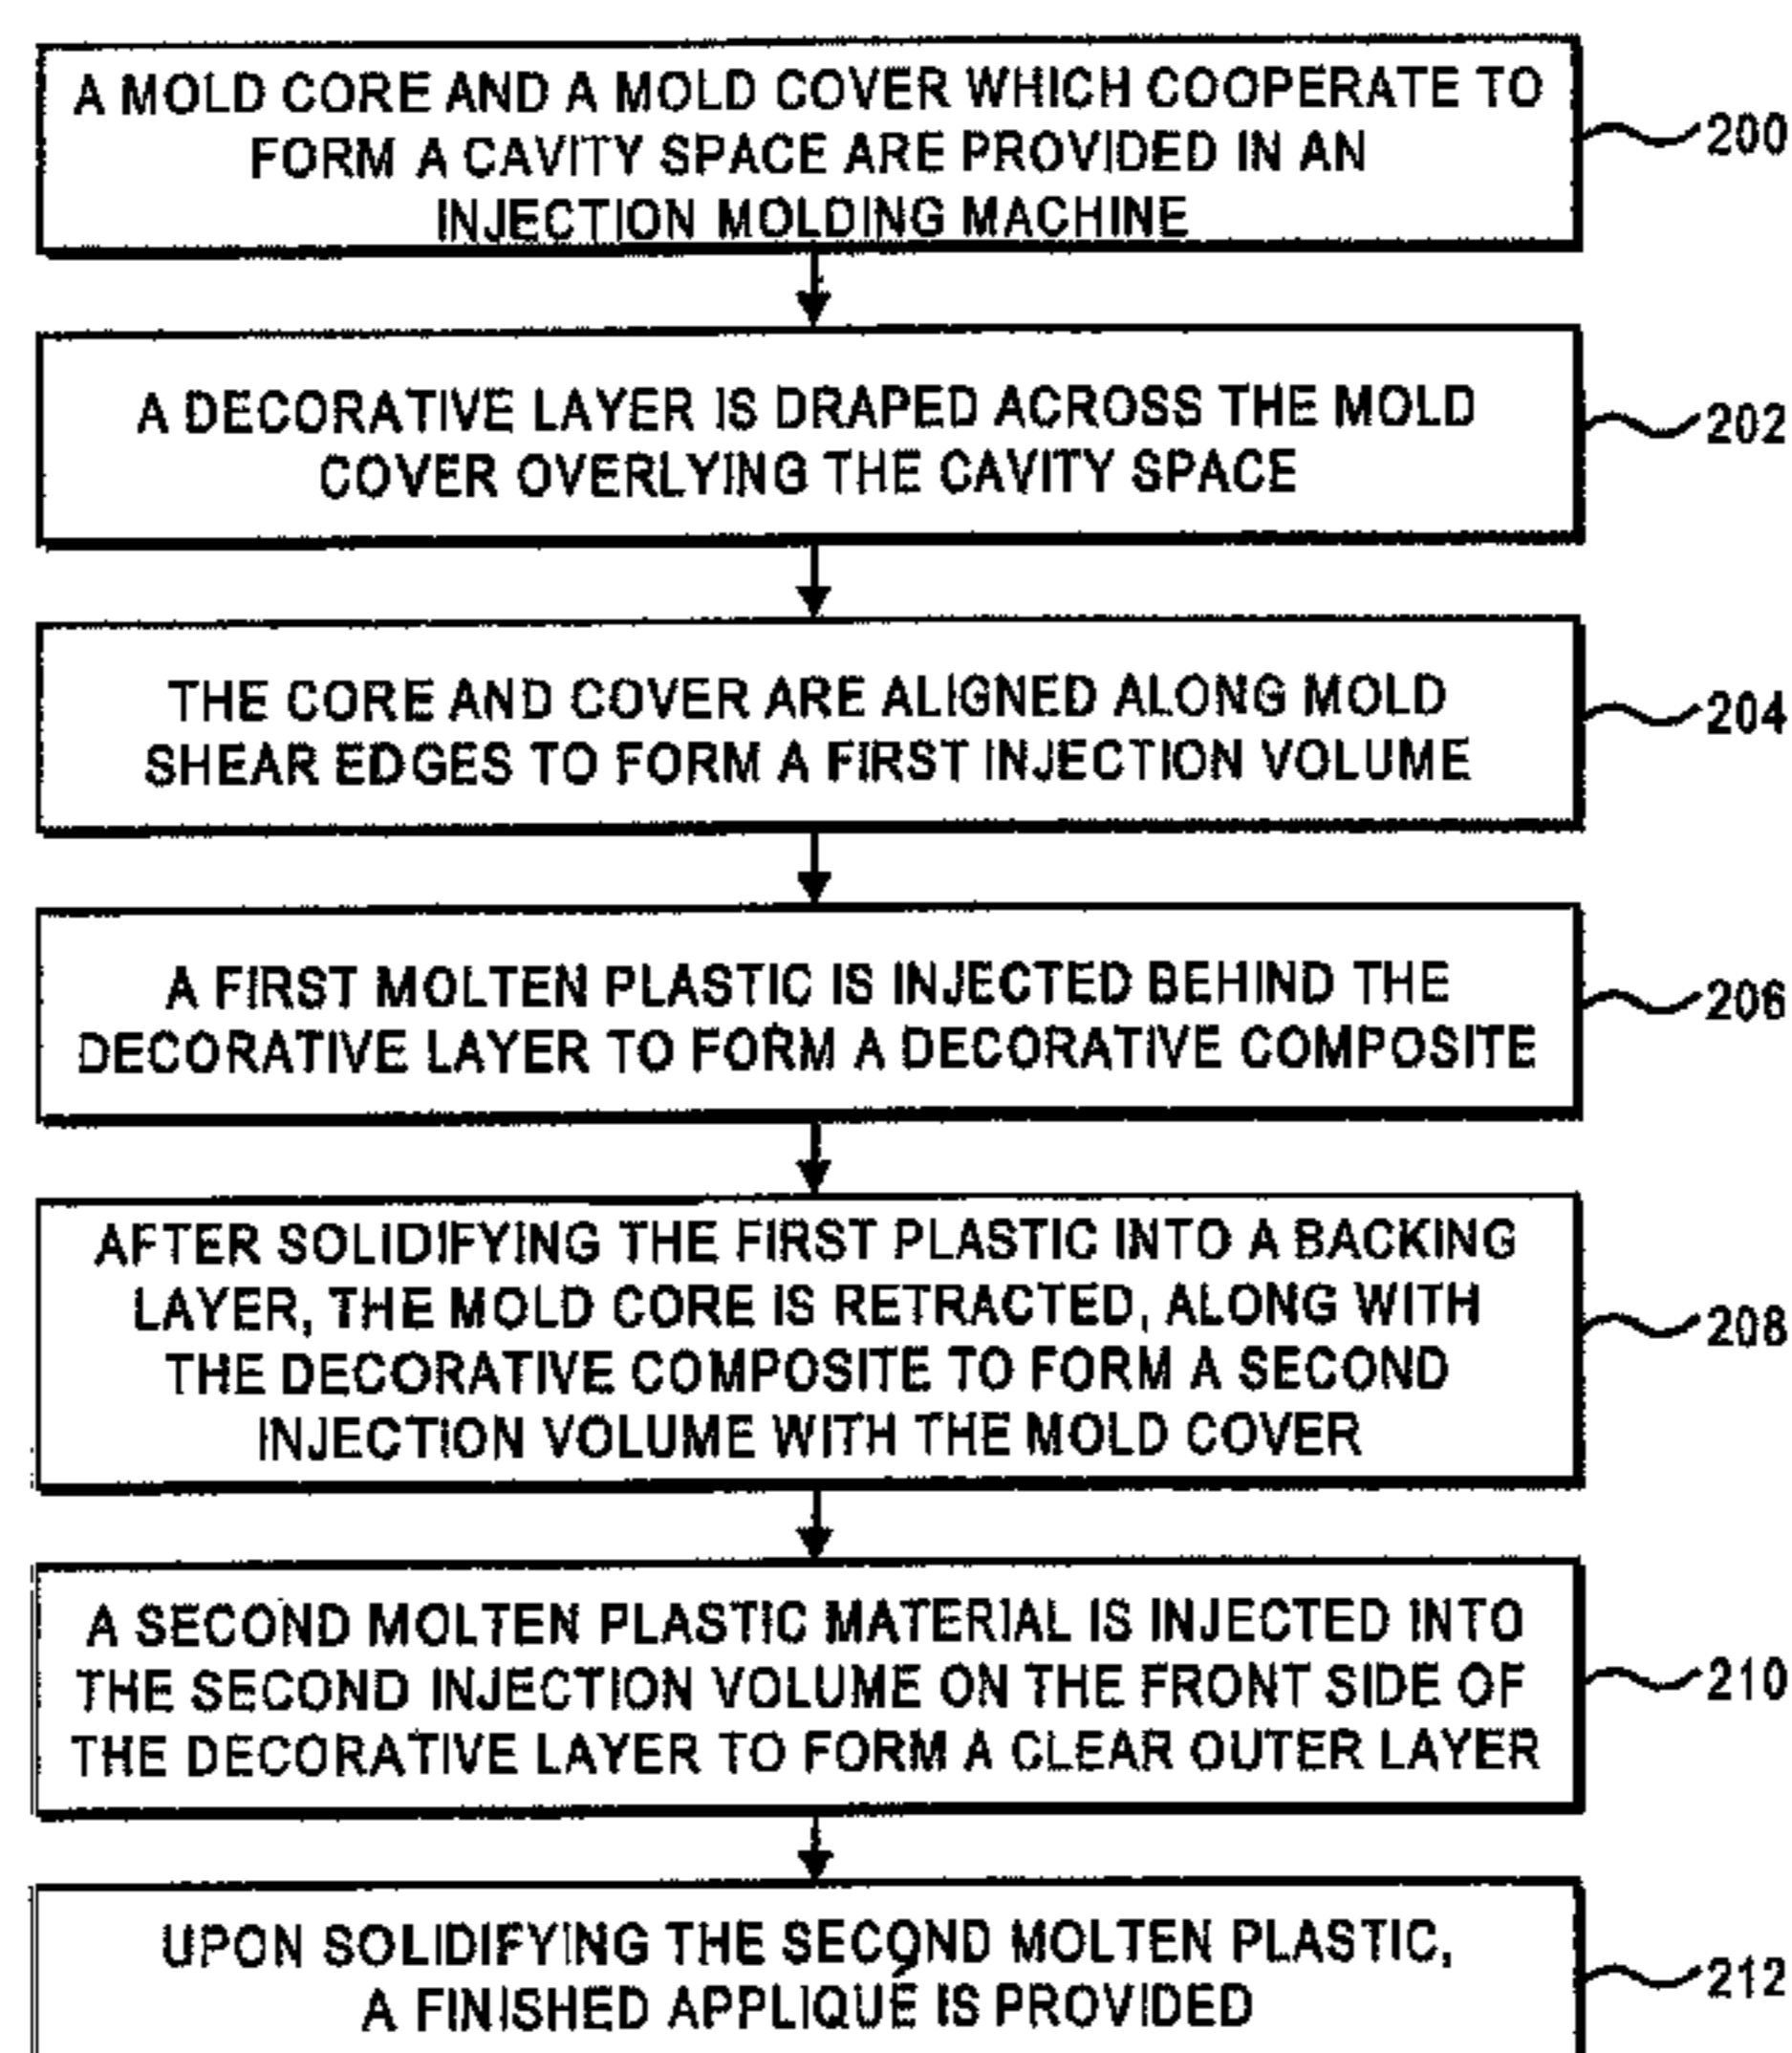 A MOLD CORE AND A MOLD COVER WHICH COOPERATE TO
FORM A CAVITY SPACE ARE PROVIDED IN AN
INJECTION MOLDING MACHINE
200
A DECORATIVE LAYER IS DRAPED ACROSS THE MOLD
COVER OVERLYING THE CAVITY SPACE
202
THE CORE AND COVER ARE ALIGNED ALONG MOLD
SHEAR EDGES TO FORM A FIRST INJECTION VOLUME
204
A FIRST MOLTEN PLASTIC IS INJECTED BEHIND THE
DECORATIVE LAYER TO FORM A DECORATIVE COMPOSITE
206
AFTER SOLIDIFYING THE FIRST PLASTIC INTO A BACKING
LAYER, THE MOLD CORE IS RETRACTED, ALONG WITH
THE DECORATIVE COMPOSITE TO FORM A SECOND
INJECTION VOLUME WITH THE MOLD COVER
208
A SECOND MOLTEN PLASTIC MATERIAL IS INJECTED INTO
THE SECOND INJECTION VOLUME ON THE FRONT SIDE OF
THE DECORATIVE LAYER TO FORM A CLEAR OUTER LAYER
210
UPON SOLIDIFYING THE SECOND MOLTEN PLASTIC,
A FINISHED APPLIQUÉ IS PROVIDED
212